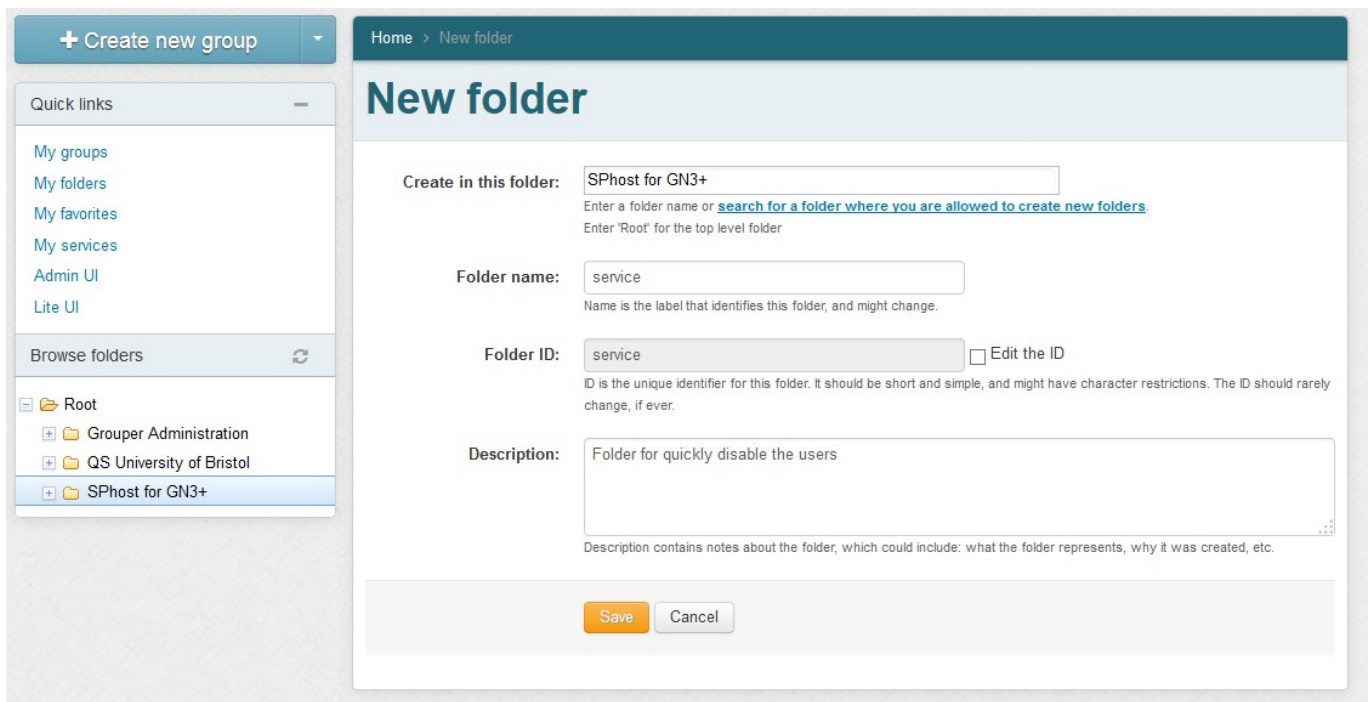 + Create new group
Quick links
My groups
My folders
My favorites
My services
Admin UI
Lite UI
Browse folders
Root
Grouper Administration
QS University of Bristol
SPhost for GN3+
Home > New folder
New folder
Create in this folder: SPhost for GN3+
Enter a folder name or search for a folder where you are allowed to create new folders.
Enter 'Root' for the top level folder
Folder name: service
Name is the label that identifies this folder, and might change.
Folder ID: service Edit the ID
ID is the unique identifier for this folder. It should be short and simple, and might have character restrictions. The ID should rarely
change, if ever.
Description: Folder for quickly disable the users
Description contains notes about the folder, which could include: what the folder represents, why it was created, etc.
Save Cancel